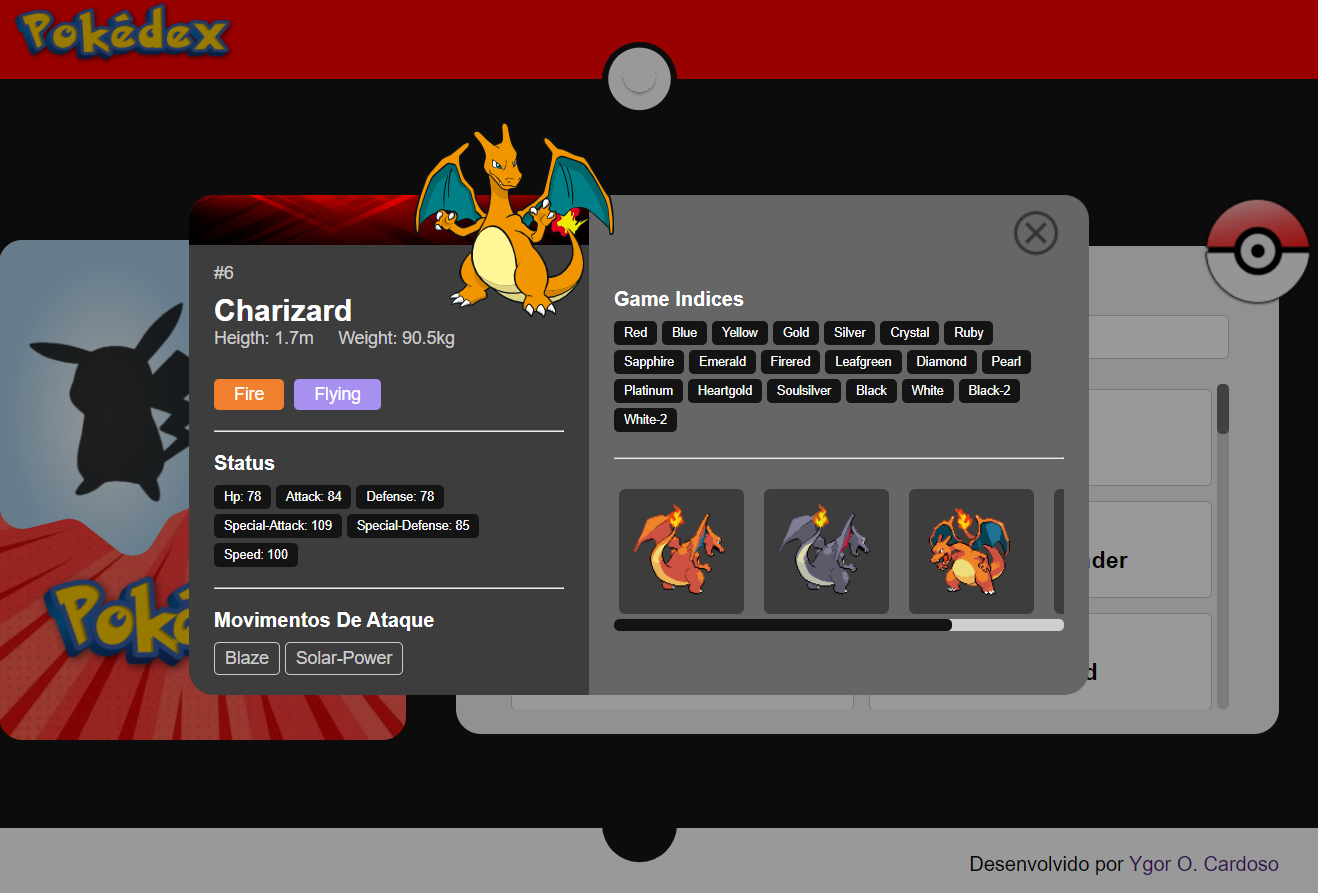 Pokédex
#6
Charizard
Heigth: 1.7m Weight: 90.5kg
Fire Flying
Status
Hp: 78 Attack: 84 Defense: 78
Special-Attack: 109 Special-Defense: 85
Speed: 100
Movimentos De Ataque
Blaze Solar-Power
Game Indices
Red Blue Yellow Gold Silver Crystal Ruby
Sapphire Emerald Firered Leafgreen Diamond Pearl
Platinum Heartgold Soulsilver Black White Black-2
White-2
Poké
der
d
Desenvolvido por Ygor O. Cardoso